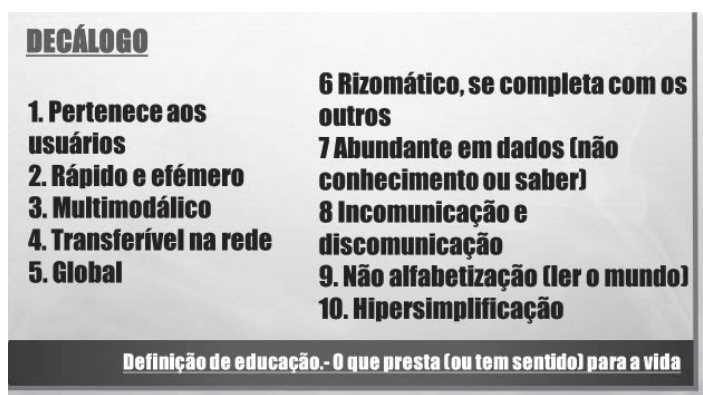 DECÁLOGO
1. Pertenece aos
usuários
2. Rápido e efémero
3. Multimodálico
4. Transferível na rede
5. Global
6 Rizomático, se completa com os
outros
7 Abundante em dados (não
conhecimento ou saber)
8 Incomunicação e
discomunicação
9. Não alfabetização (ler o mundo)
10. Hipersimplificação
Definição de educação.- O que presta (ou tem sentido) para a vida